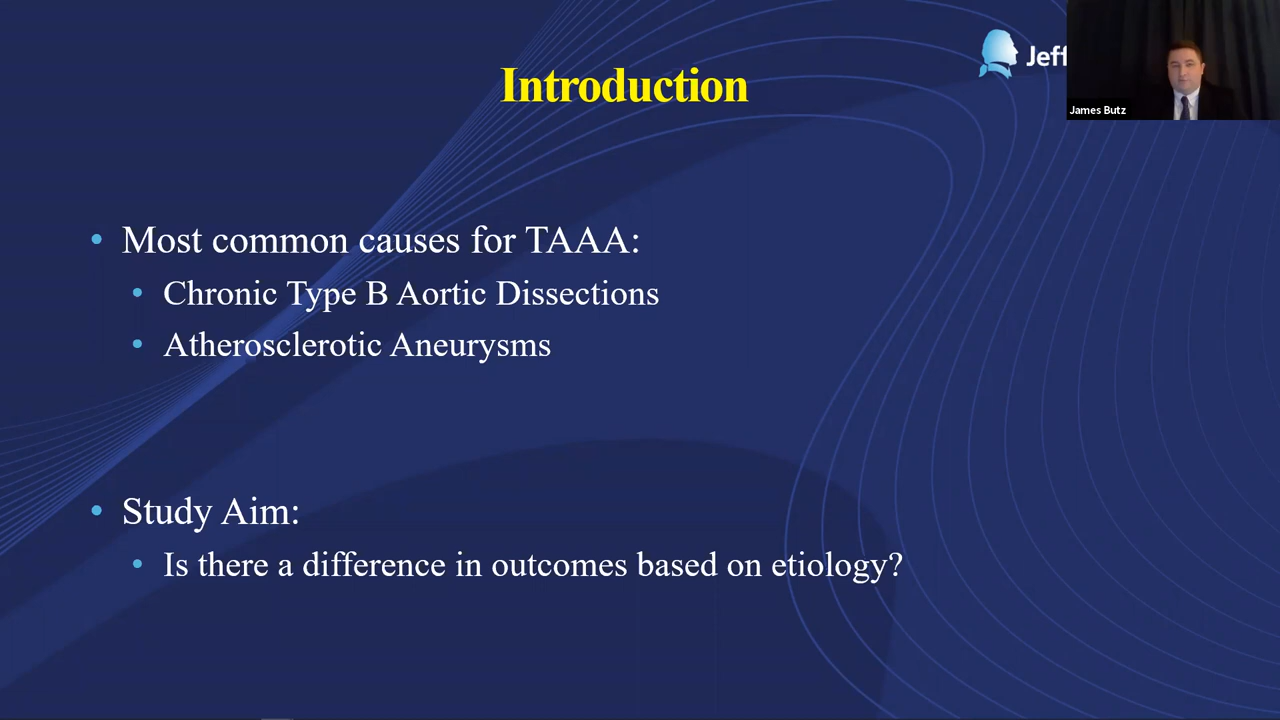 Introduction
James Butz
• Most common causes for TAAA:
• Chronic Type B Aortic Dissections
• Atherosclerotic Aneurysms
• Study Aim:
• Is there a difference in outcomes based on etiology?